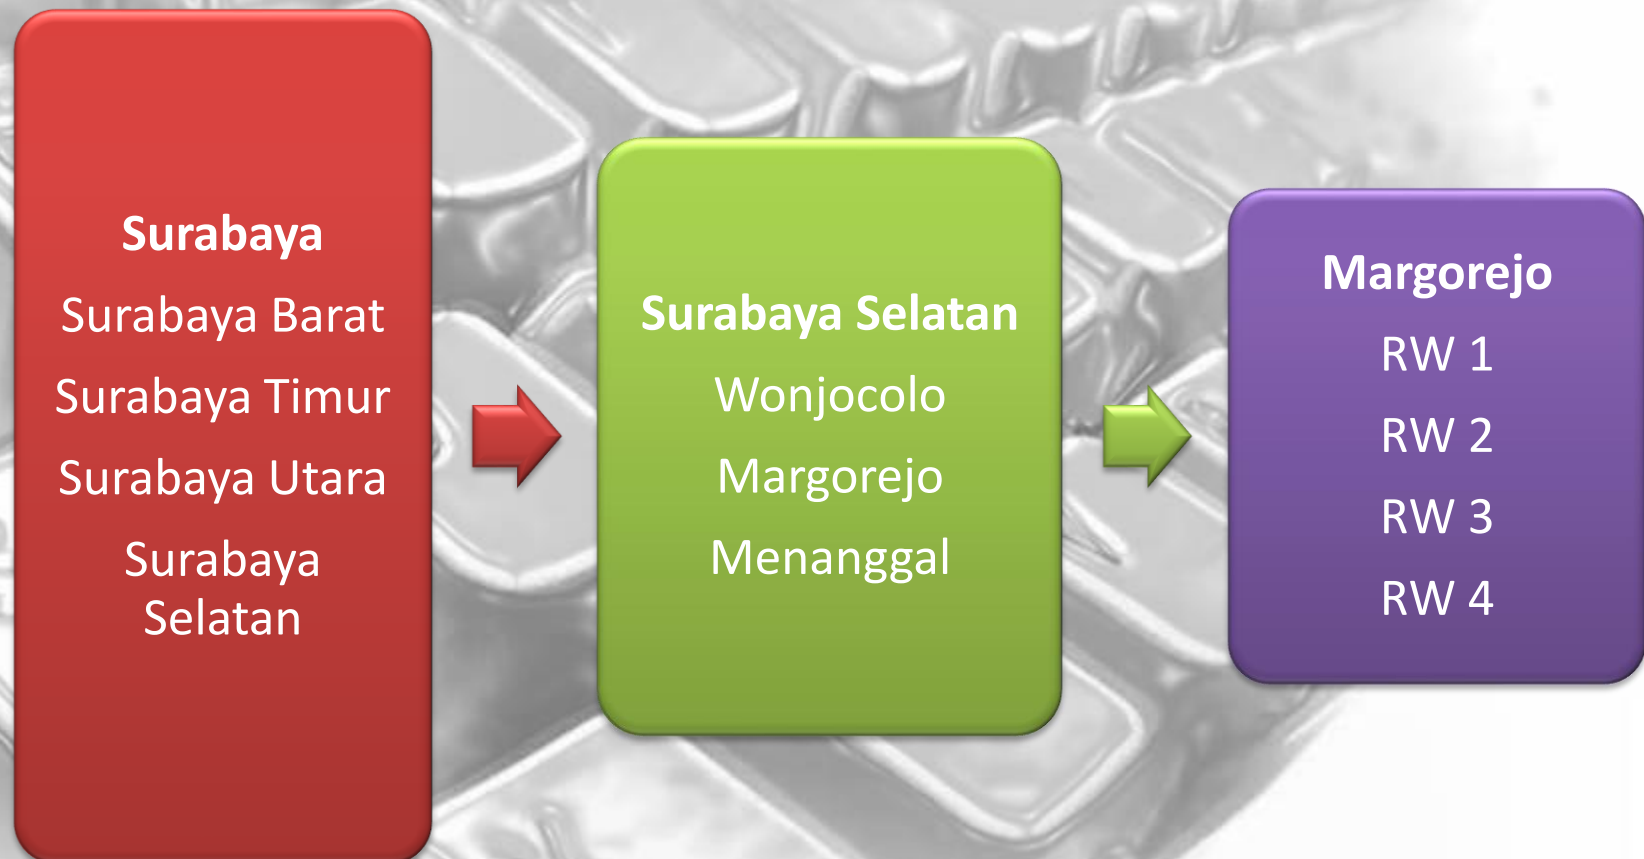 Surabaya
Surabaya Barat
Surabaya Timur
Surabaya Utara
Surabaya
Selatan
Surabaya Selatan
Wonjocolo
Margorejo
Menanggal
Margorejo
RW 1
RW 2
RW 3
RW 4